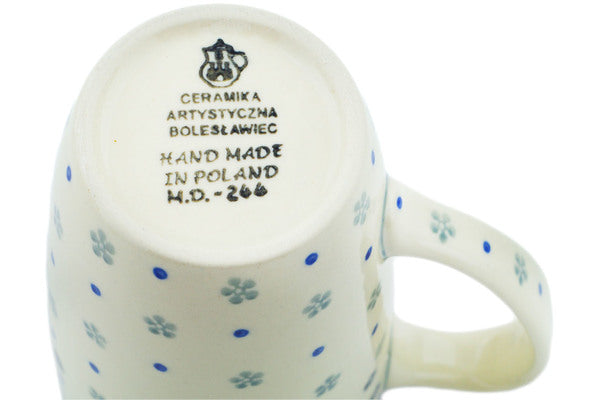 CERAMIKA
ARTYSTYCZNA
BOLESŁAWIEC
HAND MADE
IN POLAND
M.D.-266